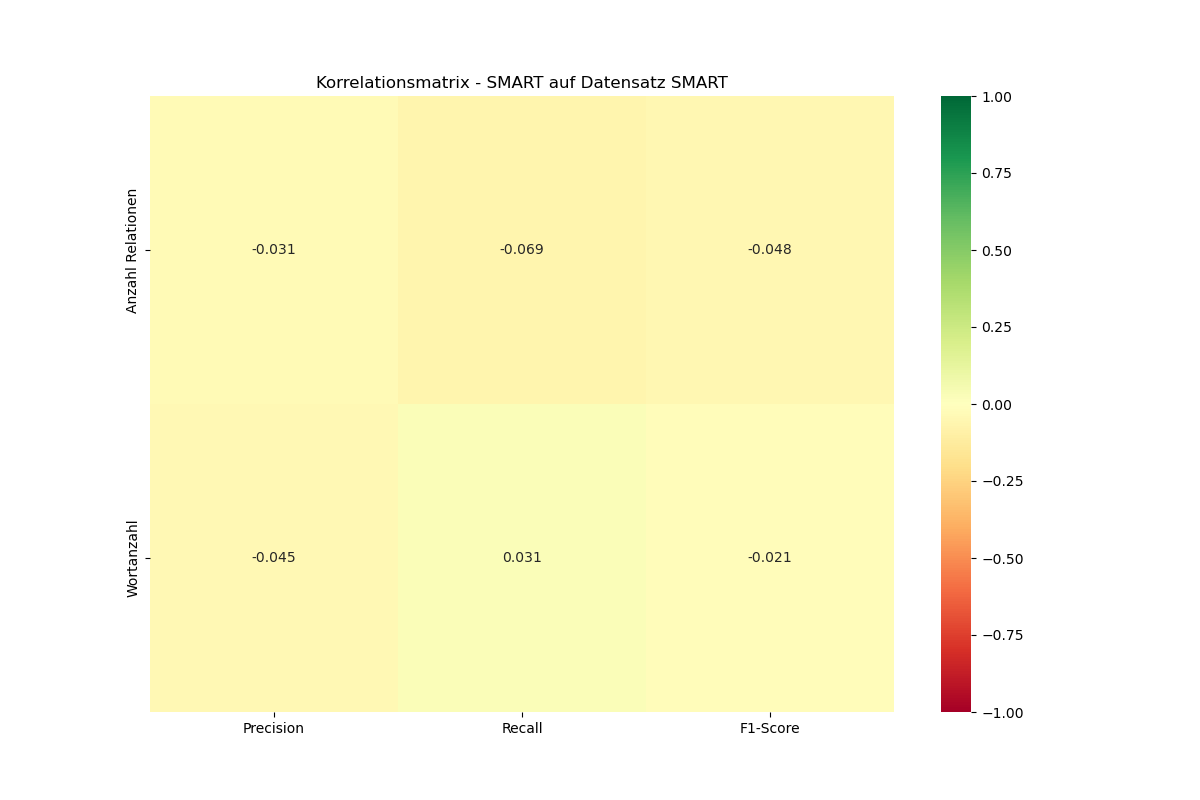 Korrelationsmatrix - SMART auf Datensatz SMART
Anzahl Relationen
-0.031
-0.069
-0.048
Wortanzahl
-0.045
0.031
-0.021
Precision
Recall
F1-Score
1.00
0.75
0.50
0.25
0.00
−0.25
−0.50
−0.75
−1.00